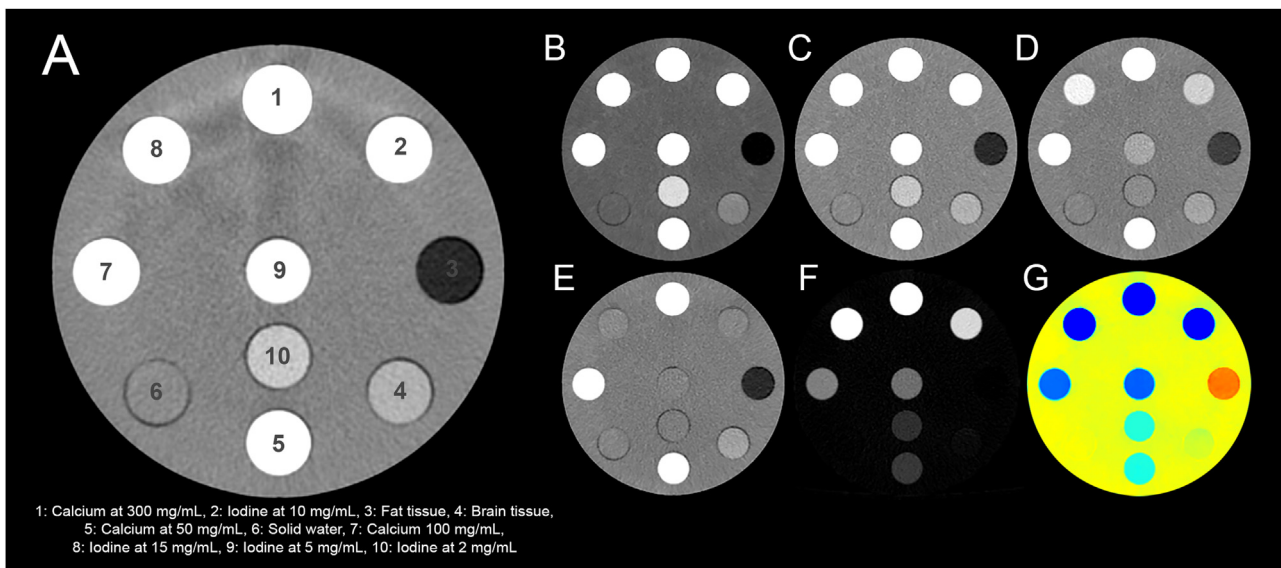 A
B
C
D
1
8
2
7
9
3
10
6
4
5
E
F
G
1: Calcium at 300 mg/mL, 2: Iodine at 10 mg/mL, 3: Fat tissue, 4: Brain tissue,
5: Calcium at 50 mg/mL, 6: Solid water, 7: Calcium 100 mg/mL,
8: Iodine at 15 mg/mL, 9: Iodine at 5 mg/mL, 10: Iodine at 2 mg/mL